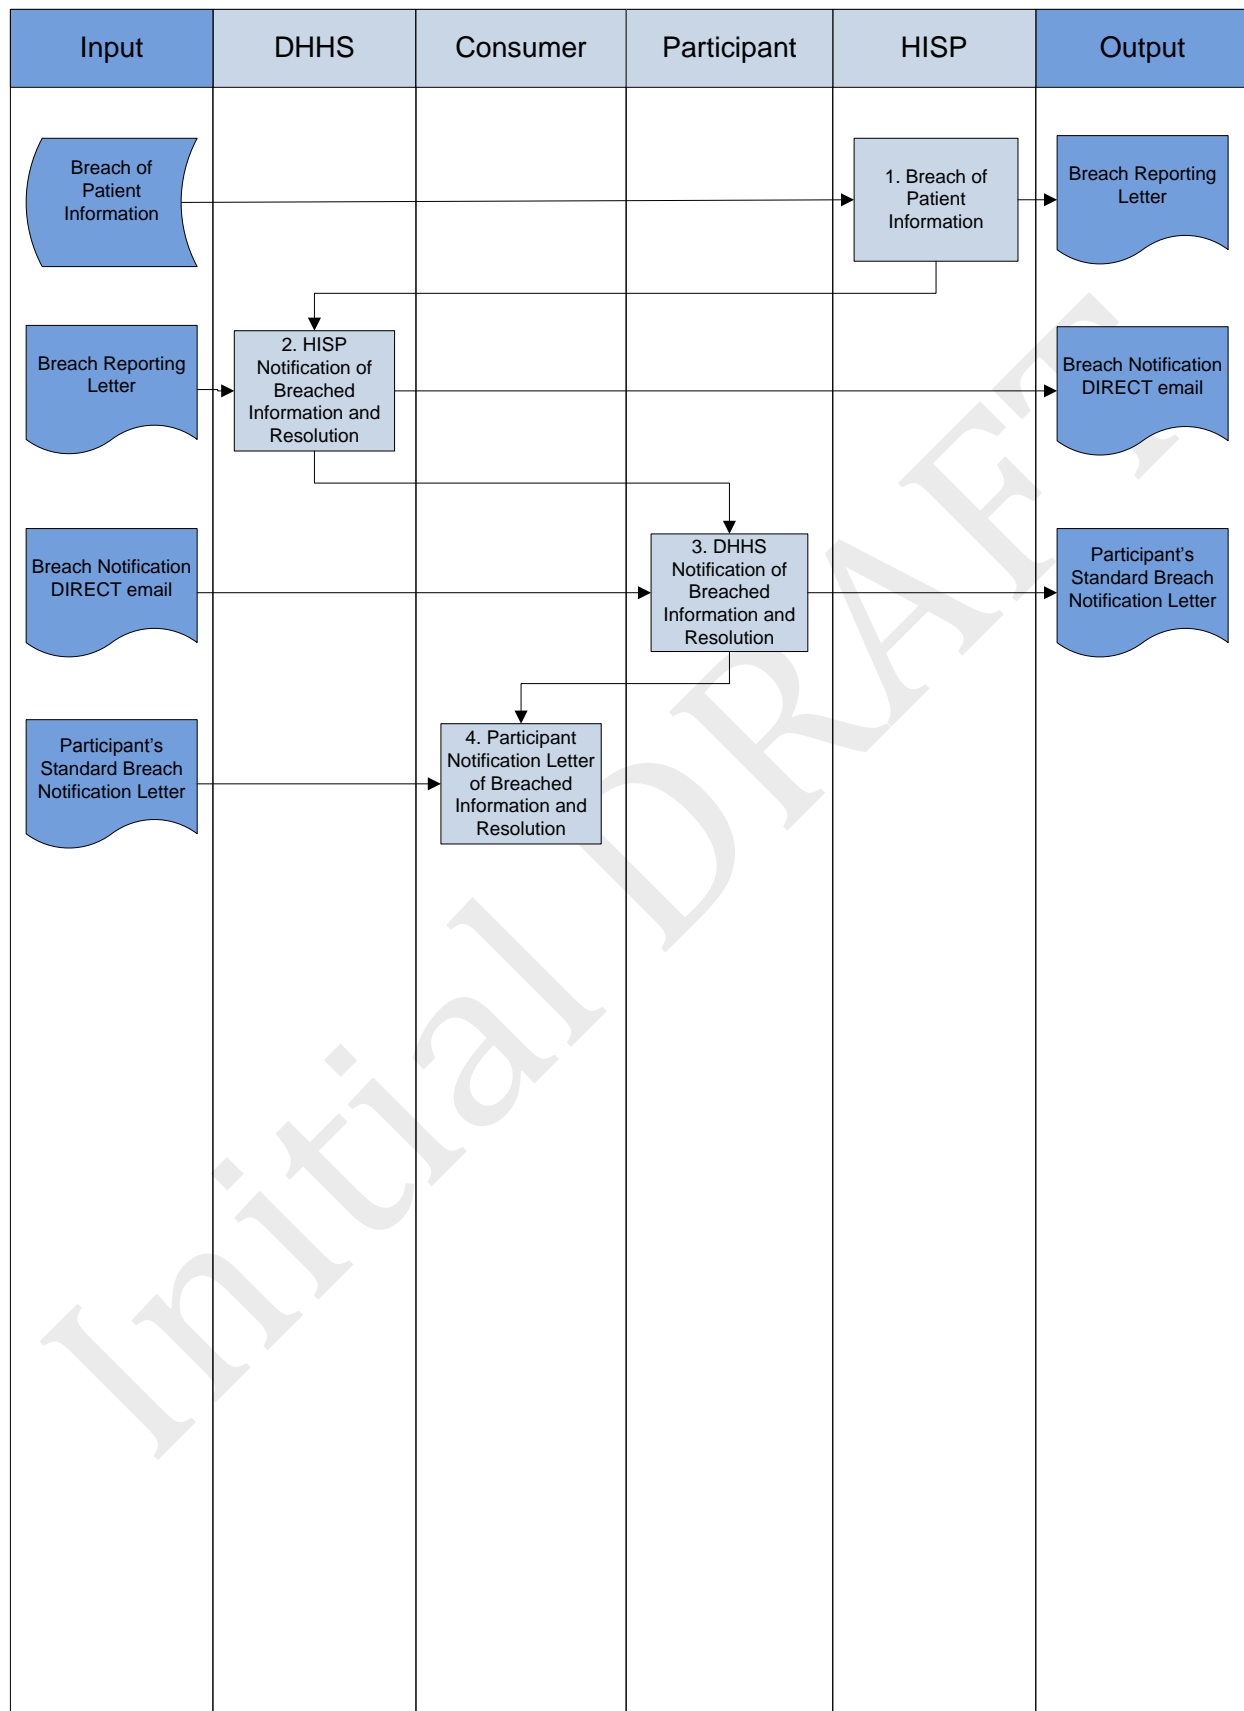 Input
DHHS
Consumer
Participant
HISP
Output
Breach of
Patient
Information
1. Breach of
Patient
Information
Breach Reporting
Letter
Breach Reporting
Letter
2. HISP
Notification of
Breached
Information and
Resolution
Breach Notification
DIRECT email
Breach Notification
DIRECT email
3. DHHS
Notification of
Breached
Information and
Resolution
Participant's
Standard Breach
Notification Letter
Participant's
Standard Breach
Notification Letter
4. Participant
Notification Letter
of Breached
Information and
Resolution
Initial DRAFT